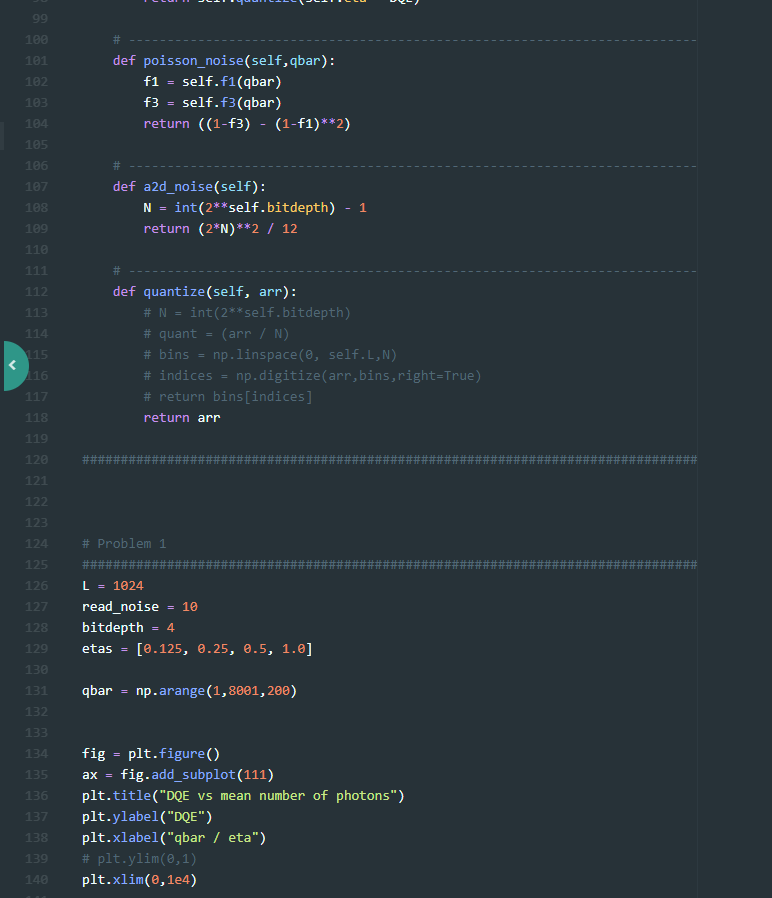 99
100 # --------------------------------------------------------------------------
101 def poisson_noise(self,qbar):
102 f1 = self.f1(qbar)
103 f3 = self.f3(qbar)
104 return ((1-f3) - (1-f1)**2)
105
106 # --------------------------------------------------------------------------
107 def a2d_noise(self):
108 N = int(2**self.bitdepth) - 1
109 return (2*N)**2 / 12
110
111 # --------------------------------------------------------------------------
112 def quantize(self, arr):
113 # N = int(2**self.bitdepth)
114 # quant = (arr / N)
115 # bins = np.linspace(0, self.L,N)
116 # indices = np.digitize(arr,bins,right=True)
117 # return bins[indices]
118 return arr
119
120 ################################################################################
121
122
123
124 # Problem 1
125 ################################################################################
126 L = 1024
127 read_noise = 10
128 bitdepth = 4
129 etas = [0.125, 0.25, 0.5, 1.0]
130
131 qbar = np.arange(1,8001,200)
132
133
134 fig = plt.figure()
135 ax = fig.add_subplot(111)
136 plt.title("DQE vs mean number of photons")
137 plt.ylabel("DQE")
138 plt.xlabel("qbar / eta")
139 # plt.ylim(0,1)
140 plt.xlim(0,1e4)